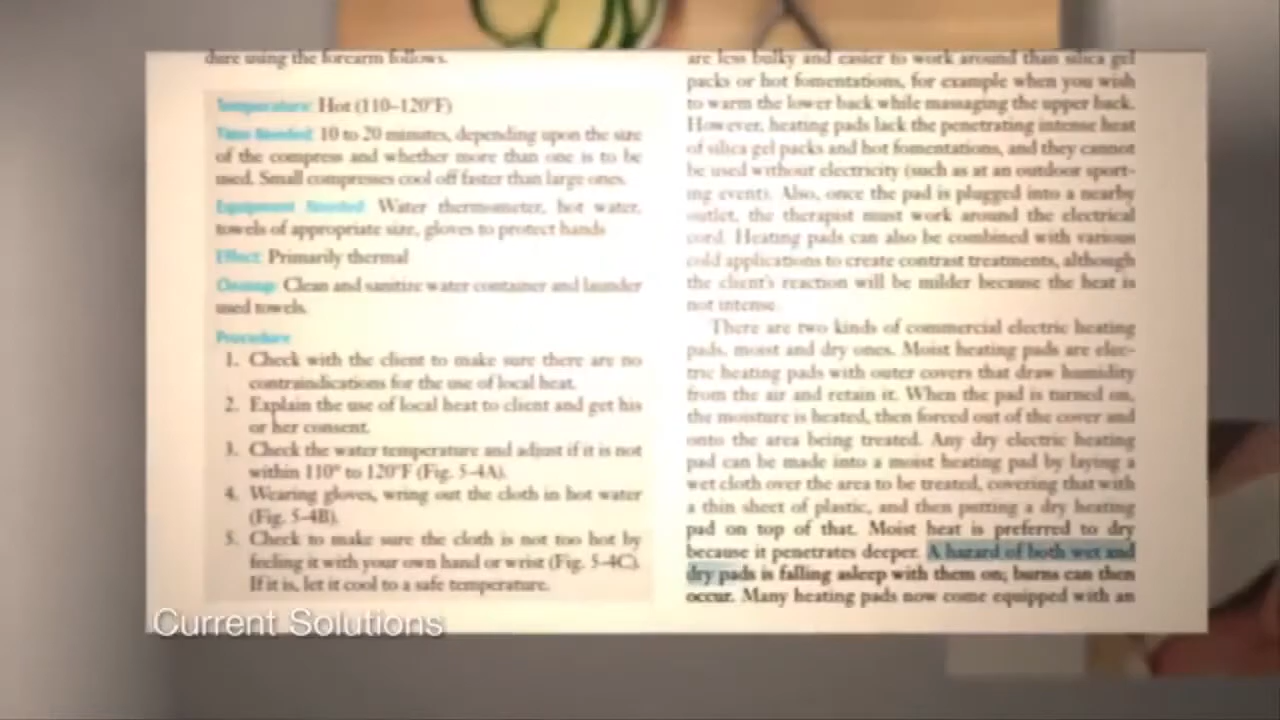 dure using the forearm follows.
Temperature: Hot (110–120°F)
Time Needed: 10 to 20 minutes, depending upon the size
of the compress and whether more than one is to be
used. Small compresses cool off faster than large ones.
Equipment Needed: Water thermometer, hot water,
towels of appropriate size, gloves to protect hands
Effect: Primarily thermal
Cleanup: Clean and sanitize water container and launder
used towels.
Procedure
1. Check with the client to make sure there are no
contraindications for the use of local heat.
2. Explain the use of local heat to client and get his
or her consent.
3. Check the water temperature and adjust if it is not
within 110° to 120°F (Fig. 5-4A).
4. Wearing gloves, wring out the cloth in hot water
(Fig. 5-4B).
5. Check to make sure the cloth is not too hot by
feeling it with your own hand or wrist (Fig. 5-4C).
If it is, let it cool to a safe temperature.
are less bulky and easier to work around than silica gel
packs or hot fomentations, for example when you wish
to warm the lower back while massaging the upper back.
However, heating pads lack the penetrating intense heat
of silica gel packs and hot fomentations, and they cannot
be used without electricity (such as at an outdoor sport-
ing event). Also, once the pad is plugged into a nearby
outlet, the therapist must work around the electrical
cord. Heating pads can also be combined with various
cold applications to create contrast treatments, although
the client's reaction will be milder because the heat is
not intense.
There are two kinds of commercial electric heating
pads, moist and dry ones. Moist heating pads are elec-
tric heating pads with outer covers that draw humidity
from the air and retain it. When the pad is turned on,
the moisture is heated, then forced out of the cover and
onto the area being treated. Any dry electric heating
pad can be made into a moist heating pad by laying a
wet cloth over the area to be treated, covering that with
a thin sheet of plastic, and then putting a dry heating
pad on top of that. Moist heat is preferred to dry
because it penetrates deeper. A hazard of both wet and
dry pads is falling asleep with them on; burns can then
occur. Many heating pads now come equipped with an
Current Solutions